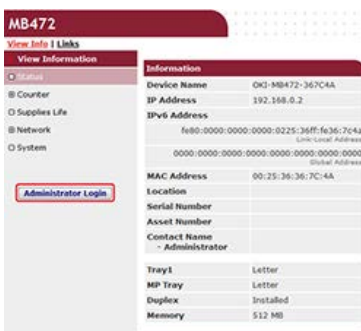 MB472
View Info | Links
View Information
Status
Counter
Supplies Life
Network
System
Administrator Login
Information
Device Name OKI-MB472-367C4A
IP Address 192.168.0.2
IPv6 Address
fe80:0000:0000:0000:0225:36ff:fe36:7c4a
Link-Local Address
0000:0000:0000:0000:0000:0000:0000:0000
Global Address
MAC Address 00:25:36:36:7C:4A
Location
Serial Number
Asset Number
Contact Name
- Administrator
Tray1 Letter
MP Tray Letter
Duplex Installed
Memory 512 MB